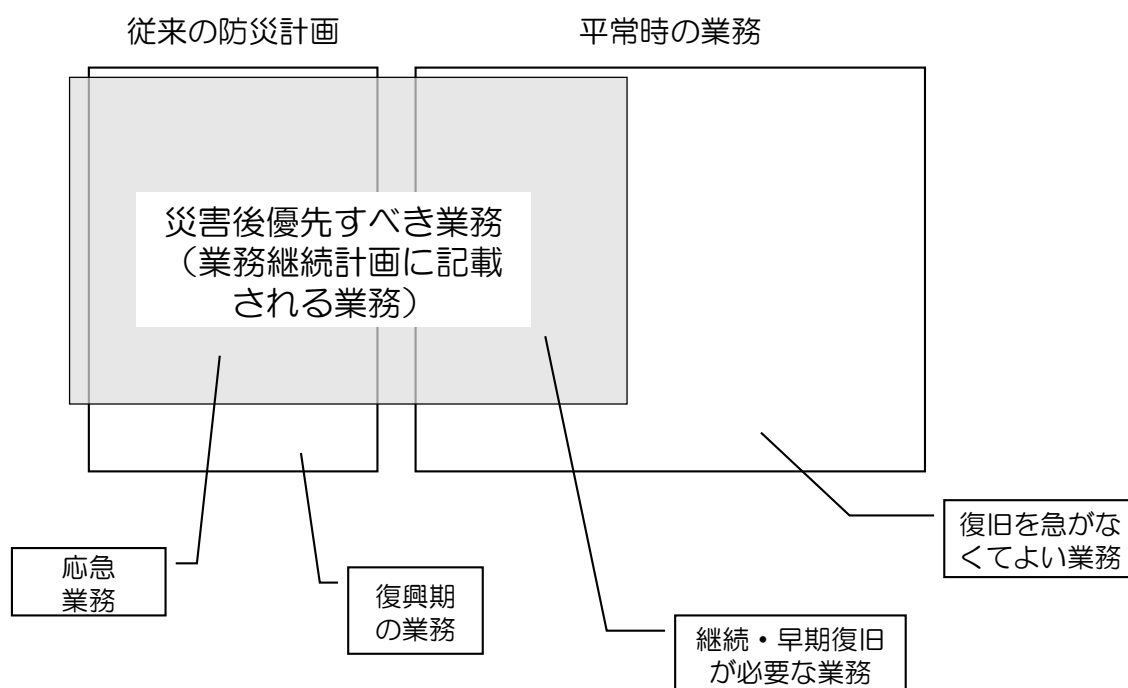 従来の防災計画
平常時の業務
災害後優先すべき業務
（業務継続計画に記載
される業務）
応急
業務
復興期
の業務
継続・早期復旧
が必要な業務
復旧を急がな
くてよい業務